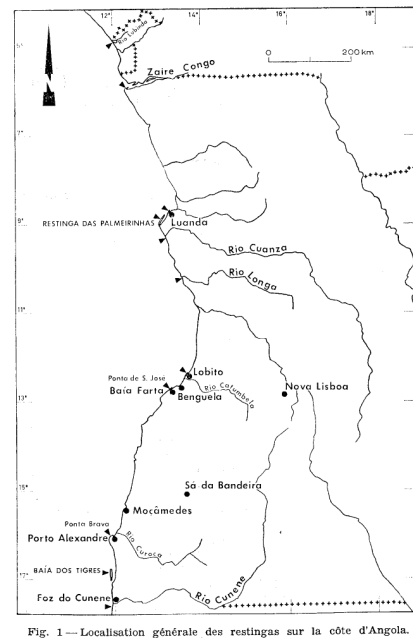 12° 14° 16° 18°
Rio Lubinda
5°
0 200 km
Zaire Congo
7°
RESTINGA DAS PALMEIRINHAS
Luanda
9°
Rio Cuanza
Rio Longa
11°
Ponta de S. José
Lobito
Baía Farta
Benguela
Rio Catumbela
Nova Lisboa
13°
Sá da Bandeira
15°
Moçâmedes
Ponta Brava
Porto Alexandre
Rio Curoca
BAÍA DOS TIGRES
17°
Foz do Cunene
Rio Cunene
Fig. 1 — Localisation générale des restingas sur la côte d'Angola.